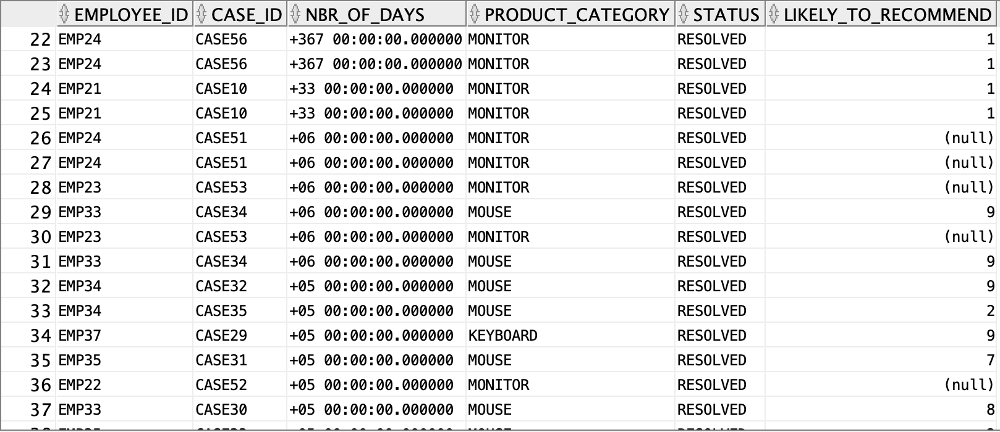 EMPLOYEE_ID CASE_ID NBR_OF_DAYS PRODUCT_CATEGORY STATUS LIKELY_TO_RECOMMEND
22 EMP24 CASE56 +367 00:00:00.000000 MONITOR RESOLVED 1
23 EMP24 CASE56 +367 00:00:00.000000 MONITOR RESOLVED 1
24 EMP21 CASE10 +33 00:00:00.000000 MONITOR RESOLVED 1
25 EMP21 CASE10 +33 00:00:00.000000 MONITOR RESOLVED 1
26 EMP24 CASE51 +06 00:00:00.000000 MONITOR RESOLVED (null)
27 EMP24 CASE51 +06 00:00:00.000000 MONITOR RESOLVED (null)
28 EMP23 CASE53 +06 00:00:00.000000 MONITOR RESOLVED (null)
29 EMP33 CASE34 +06 00:00:00.000000 MOUSE RESOLVED 9
30 EMP23 CASE53 +06 00:00:00.000000 MONITOR RESOLVED (null)
31 EMP33 CASE34 +06 00:00:00.000000 MOUSE RESOLVED 9
32 EMP34 CASE32 +05 00:00:00.000000 MOUSE RESOLVED 9
33 EMP34 CASE35 +05 00:00:00.000000 MOUSE RESOLVED 2
34 EMP37 CASE29 +05 00:00:00.000000 KEYBOARD RESOLVED 9
35 EMP35 CASE31 +05 00:00:00.000000 MOUSE RESOLVED 7
36 EMP22 CASE52 +05 00:00:00.000000 MONITOR RESOLVED (null)
37 EMP33 CASE30 +05 00:00:00.000000 MOUSE RESOLVED 8